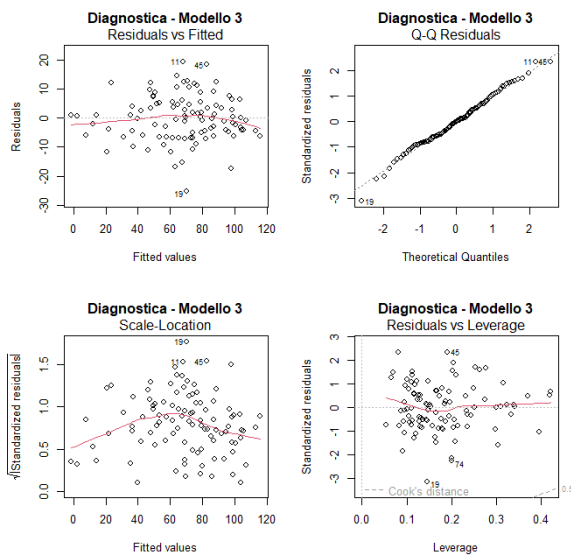 Diagnostica - Modello 3
Residuals vs Fitted
Residuals
-30 -20 -10 0 10 20
11
45
19
0 20 40 60 80 100 120
Fitted values
Diagnostica - Modello 3
Q-Q Residuals
Standardized residuals
-3 -2 -1 0 1 2
11
45
19
-2 -1 0 1 2
Theoretical Quantiles
Diagnostica - Modello 3
Scale-Location
√|Standardized residuals|
0.0 0.5 1.0 1.5
19
11
45
0 20 40 60 80 100 120
Fitted values
Diagnostica - Modello 3
Residuals vs Leverage
Standardized residuals
-3 -2 -1 0 1 2 3
45
74
19
Cook's distance
0.5
0.0 0.1 0.2 0.3 0.4
Leverage